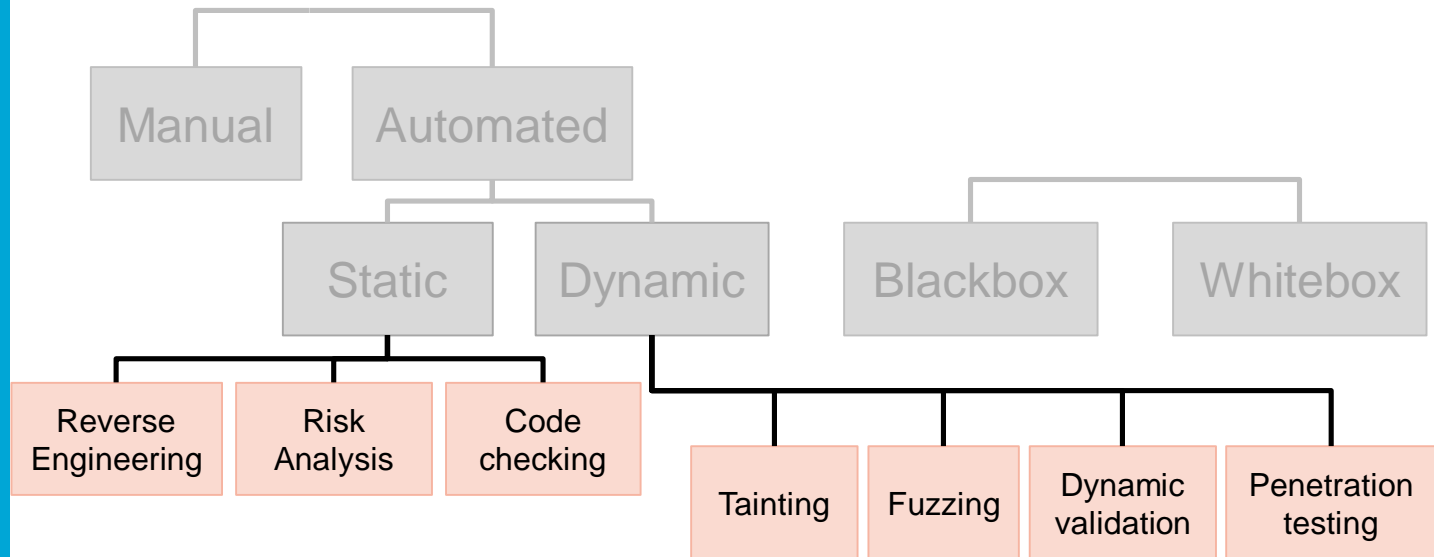 Manual
Automated
Static
Dynamic
Blackbox
Whitebox
Reverse
Engineering
Risk
Analysis
Code
checking
Tainting
Fuzzing
Dynamic
validation
Penetration
testing